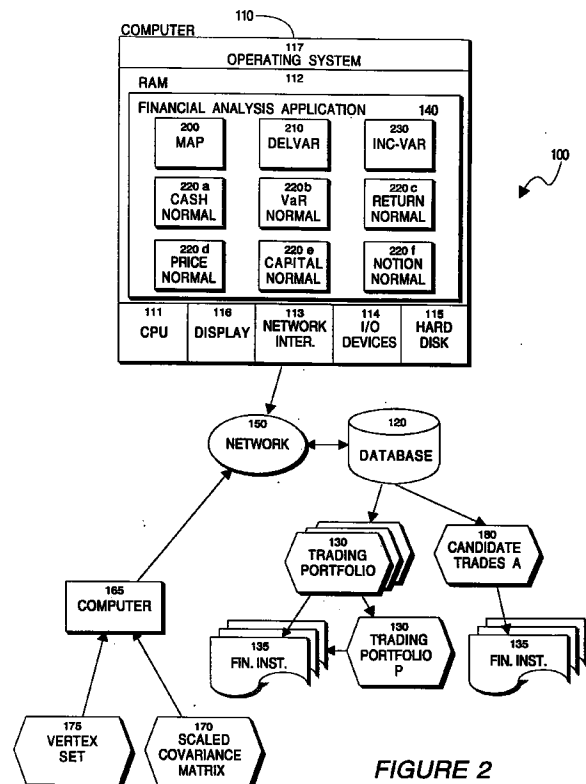 COMPUTER
110
117
OPERATING SYSTEM
RAM
112
FINANCIAL ANALYSIS APPLICATION 140
200
MAP
210
DELVAR
230
INC-VAR
220 a
CASH
NORMAL
220b
VaR
NORMAL
220 c
RETURN
NORMAL
220 d
PRICE
NORMAL
220 e
CAPITAL
NORMAL
220 f
NOTION
NORMAL
100
111
CPU
116
DISPLAY
113
NETWORK
INTER.
114
I/O
DEVICES
115
HARD
DISK
150
NETWORK
120
DATABASE
130
TRADING
PORTFOLIO
180
CANDIDATE
TRADES A
165
COMPUTER
135
FIN. INST.
130
TRADING
PORTFOLIO
P
135
FIN. INST.
175
VERTEX
SET
170
SCALED
COVARIANCE
MATRIX
FIGURE 2